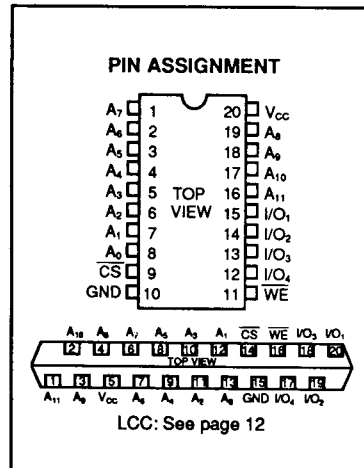 PIN ASSIGNMENT
A7 1 20 VCC
A6 2 19 A8
A5 3 18 A9
A4 4 17 A10
A3 5 TOP 16 A11
A2 6 VIEW 15 I/O1
A1 7 14 I/O2
A0 8 13 I/O3
CS 9 12 I/O4
GND 10 11 WE
A10 A8 A7 A5 A3 A1 CS WE I/O3 I/O1
2 4 6 8 10 12 14 16 18 20
TOP VIEW
1 3 5 7 9 11 13 15 17 19
A11 A9 VCC A6 A4 A2 A0 GND I/O4 I/O2
LCC: See page 12